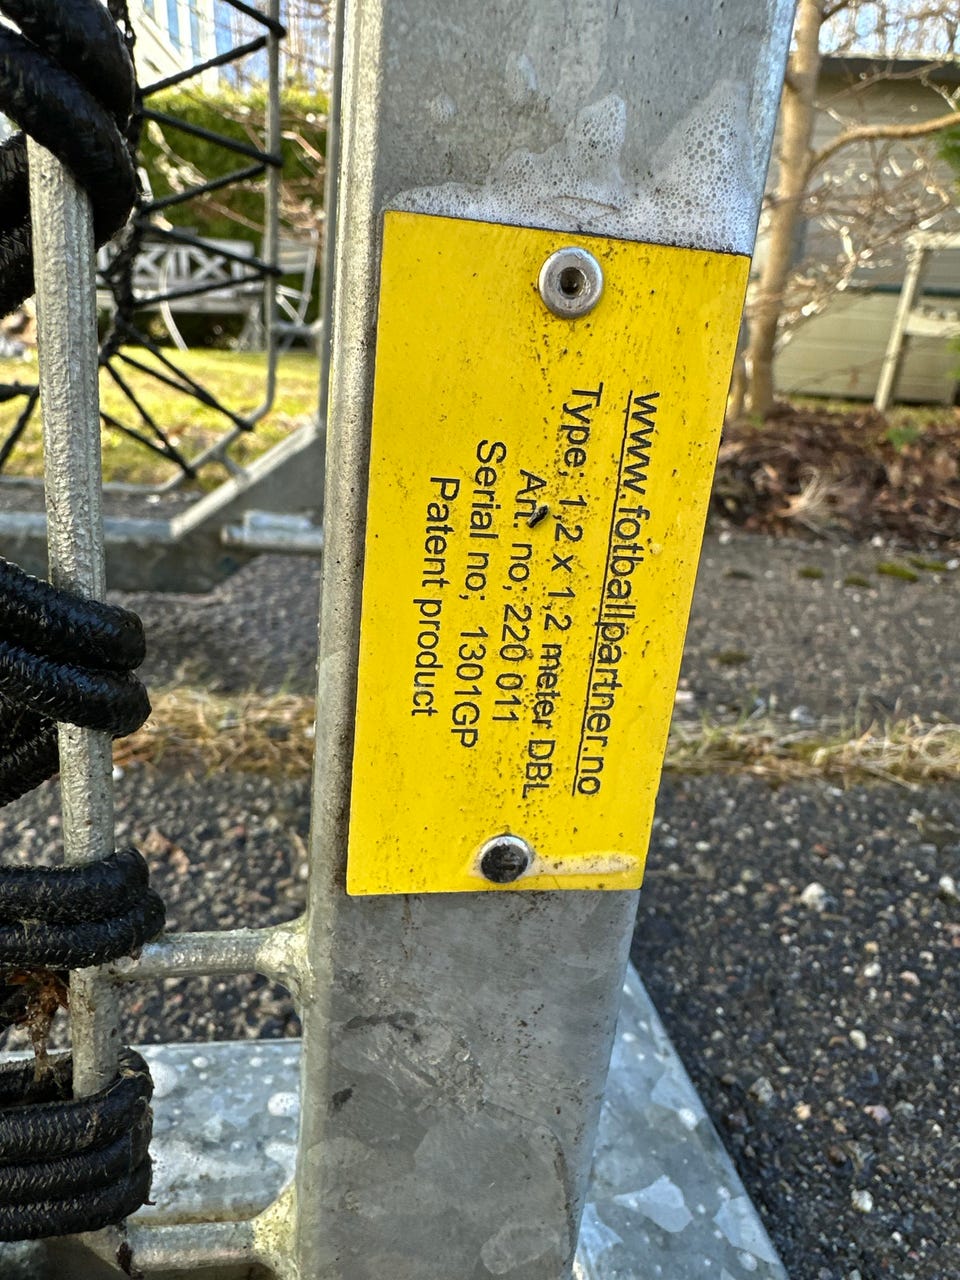 www.fotballpartner.no
Type; 1,2 x 1,2 meter DBL
Art. no; 220 011
Serial no; 1301GP
Patent product